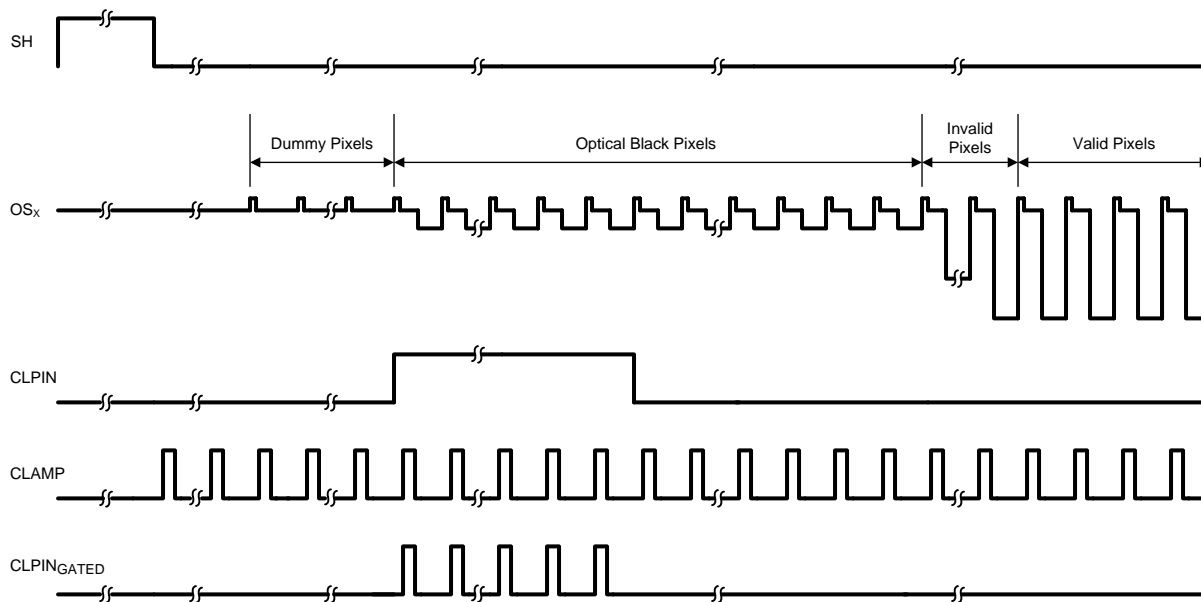 SH
Dummy Pixels
Optical Black Pixels
Invalid
Pixels
Valid Pixels
OSX
CLPIN
CLAMP
CLPINGATED